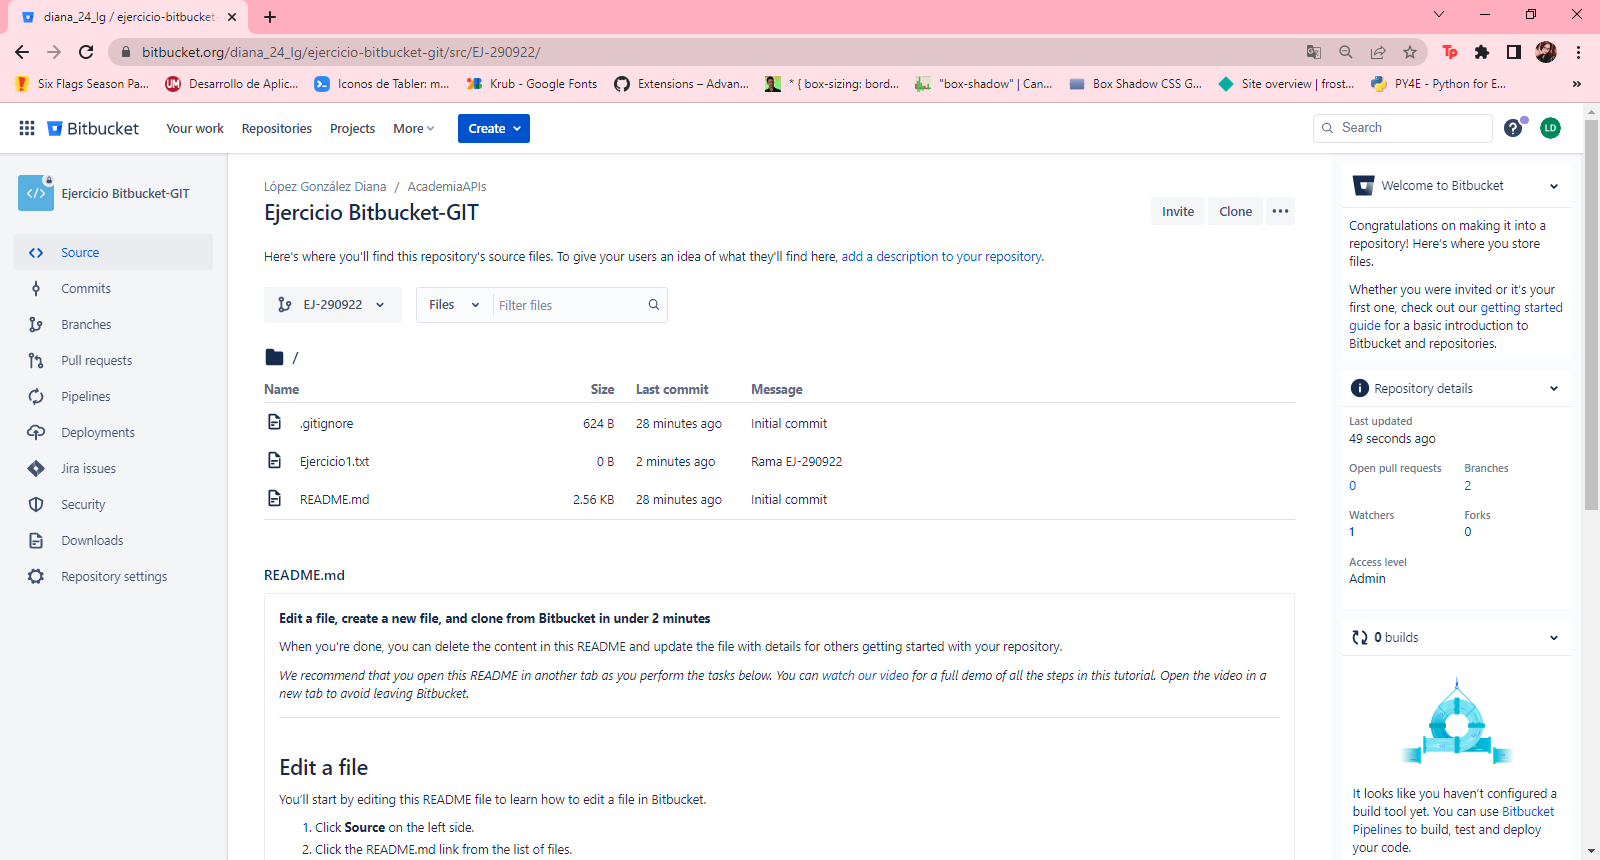 diana_24_lg / ejercicio-bitbucket-
bitbucket.org/diana_24_lg/ejercicio-bitbucket-git/src/EJ-290922/
Tp
Six Flags Season Pa...
UM
Desarrollo de Aplic...
Iconos de Tabler: m...
Krub - Google Fonts
Extensions – Advan...
* { box-sizing: bord...
"box-shadow" | Can...
Box Shadow CSS G...
Site overview | frost...
PY4E - Python for E...
»
Bitbucket
Your work
Repositories
Projects
More
Create
Search
LD
Ejercicio Bitbucket-GIT
Source
Commits
Branches
Pull requests
Pipelines
Deployments
Jira issues
Security
Downloads
Repository settings
López González Diana / AcademiaAPIs
Ejercicio Bitbucket-GIT
Invite
Clone
Here's where you'll find this repository's source files. To give your users an idea of what they'll find here, add a description to your repository.
EJ-290922
Files
Filter files
/
Name Size Last commit Message
.gitignore 624 B 28 minutes ago Initial commit
Ejercicio1.txt 0 B 2 minutes ago Rama EJ-290922
README.md 2.56 KB 28 minutes ago Initial commit
README.md
Edit a file, create a new file, and clone from Bitbucket in under 2 minutes
When you're done, you can delete the content in this README and update the file with details for others getting started with your repository.
We recommend that you open this README in another tab as you perform the tasks below. You can watch our video for a full demo of all the steps in this tutorial. Open the video in a
new tab to avoid leaving Bitbucket.
Edit a file
You'll start by editing this README file to learn how to edit a file in Bitbucket.
1. Click Source on the left side.
2. Click the README.md link from the list of files.
Welcome to Bitbucket
Congratulations on making it into a
repository! Here's where you store
files.
Whether you were invited or it's your
first one, check out our getting started
guide for a basic introduction to
Bitbucket and repositories.
Repository details
Last updated
49 seconds ago
Open pull requests Branches
0 2
Watchers Forks
1 0
Access level
Admin
0 builds
It looks like you haven't configured a
build tool yet. You can use Bitbucket
Pipelines to build, test and deploy
your code.